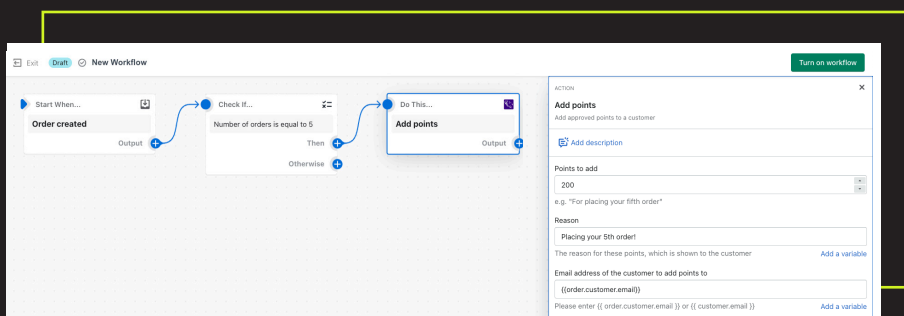 Exit Draft New Workflow
Turn on workflow
Start When...
Order created
Output
Check If...
Number of orders is equal to 5
Then
Otherwise
Do This...
Add points
Output
ACTION
Add points
Add approved points to a customer
Add description
Points to add
200
e.g. "For placing your fifth order"
Reason
Placing your 5th order!
The reason for these points, which is shown to the customer Add a variable
Email address of the customer to add points to
{{order.customer.email}}
Please enter {{ order.customer.email }} or {{ customer.email }} Add a variable